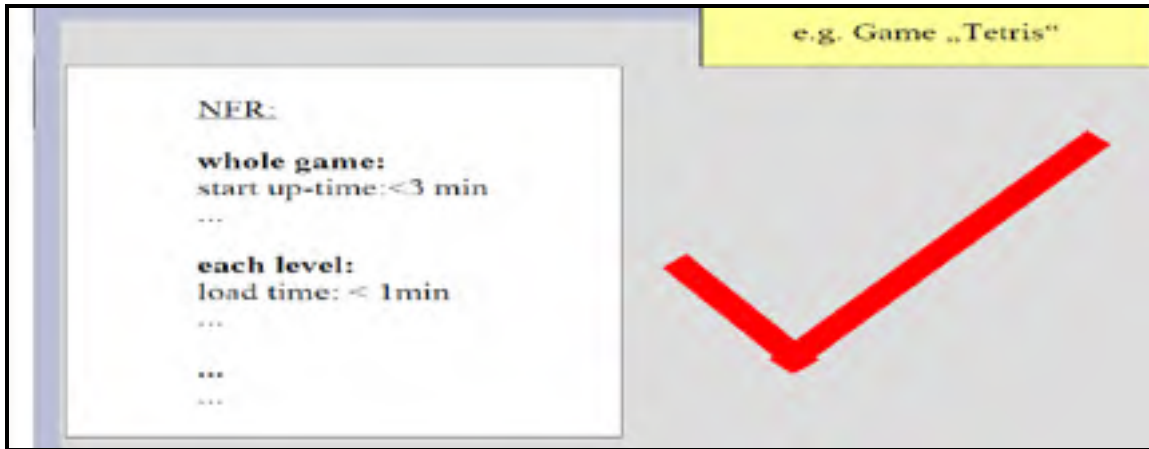 e.g. Game „Tetris“
NFR:
whole game:
start up-time:<3 min
...
each level:
load time: < 1min
...
...
...